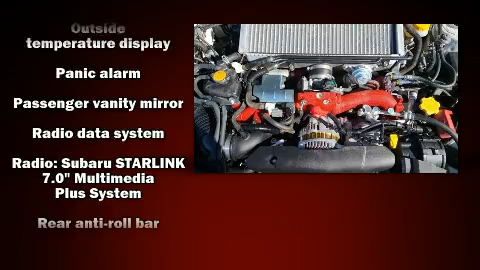 Outside
temperature display
Panic alarm
Passenger vanity mirror
Radio data system
Radio: Subaru STARLINK
7.0" Multimedia
Plus System
Rear anti-roll bar